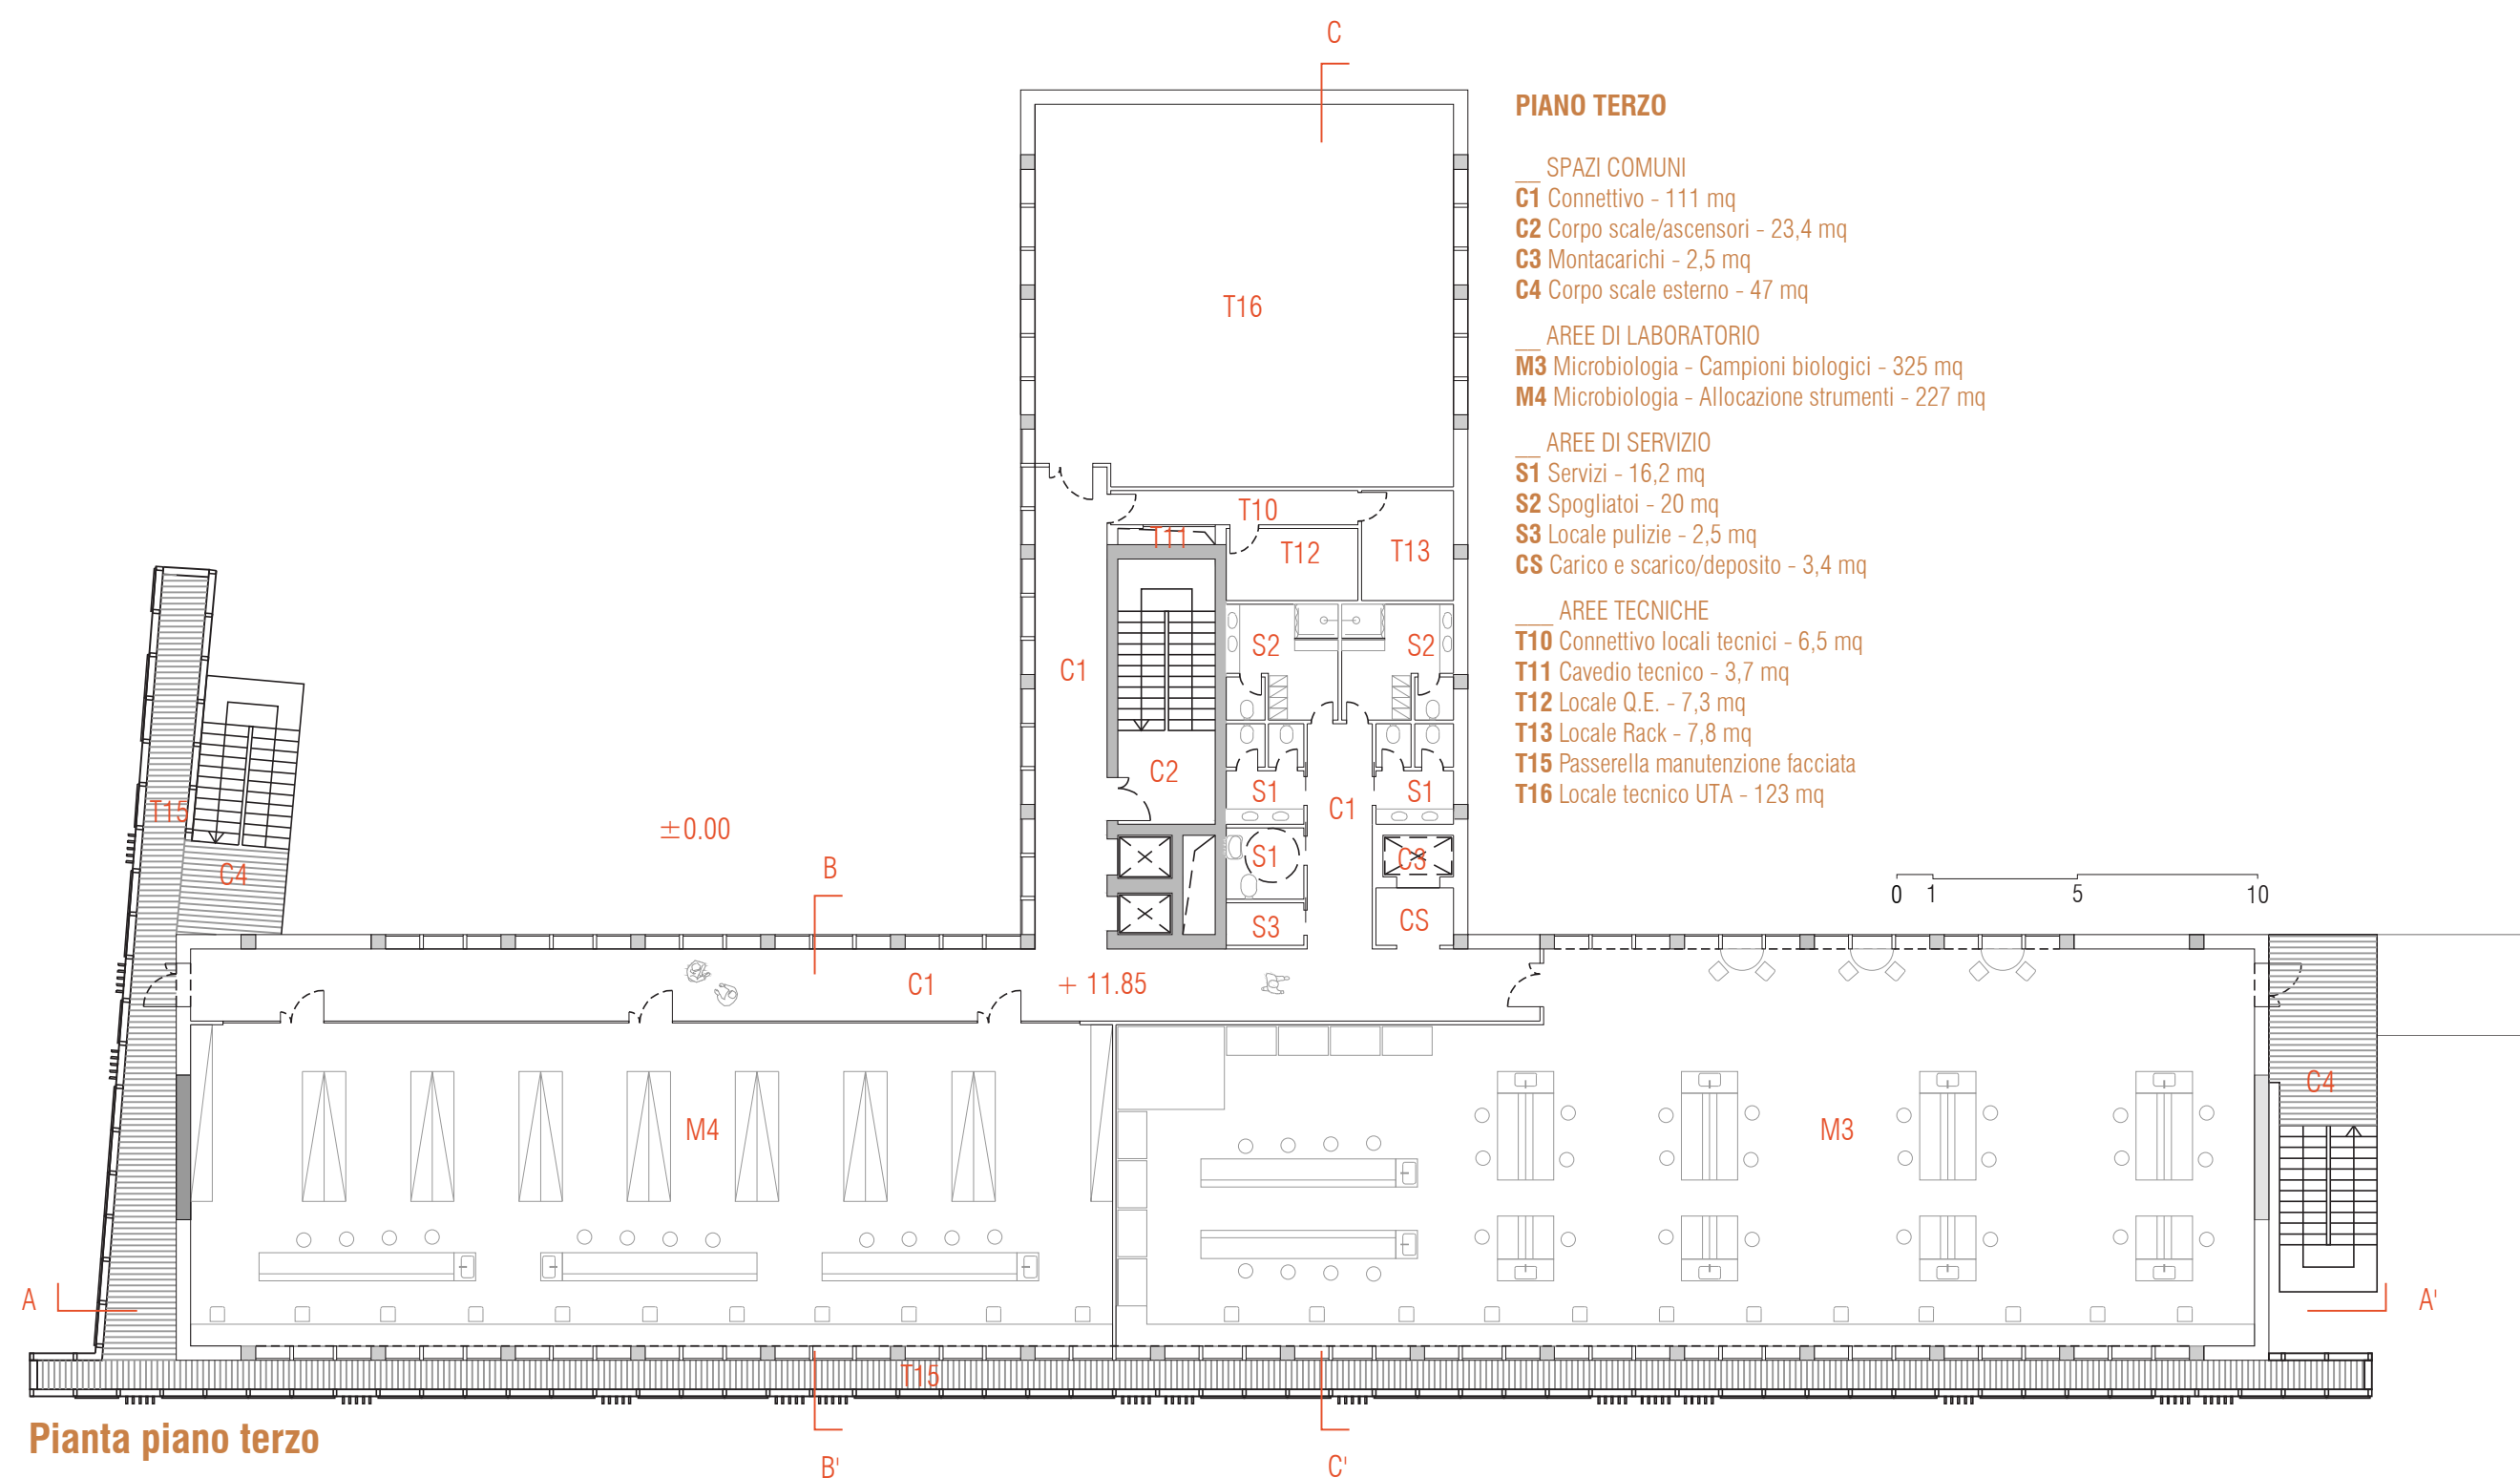 C
PIANO TERZO
__ SPAZI COMUNI
C1 Connettivo - 111 mq
C2 Corpo scale/ascensori - 23,4 mq
C3 Montacarichi - 2,5 mq
C4 Corpo scale esterno - 47 mq
__ AREE DI LABORATORIO
M3 Microbiologia - Campioni biologici - 325 mq
M4 Microbiologia - Allocazione strumenti - 227 mq
__ AREE DI SERVIZIO
S1 Servizi - 16,2 mq
S2 Spogliatoi - 20 mq
S3 Locale pulizie - 2,5 mq
CS Carico e scarico/deposito - 3,4 mq
___ AREE TECNICHE
T10 Connettivo locali tecnici - 6,5 mq
T11 Cavedio tecnico - 3,7 mq
T12 Locale Q.E. - 7,3 mq
T13 Locale Rack - 7,8 mq
T15 Passerella manutenzione facciata
T16 Locale tecnico UTA - 123 mq
T16
T10
T11
T12
T13
S2
S2
C1
C2
S1
S1
C1
T15
±0.00
C4
B
S1
C3
0 1 5 10
S3
CS
C1
+ 11.85
C4
M4
M3
A
A'
T15
Pianta piano terzo
B'
C'